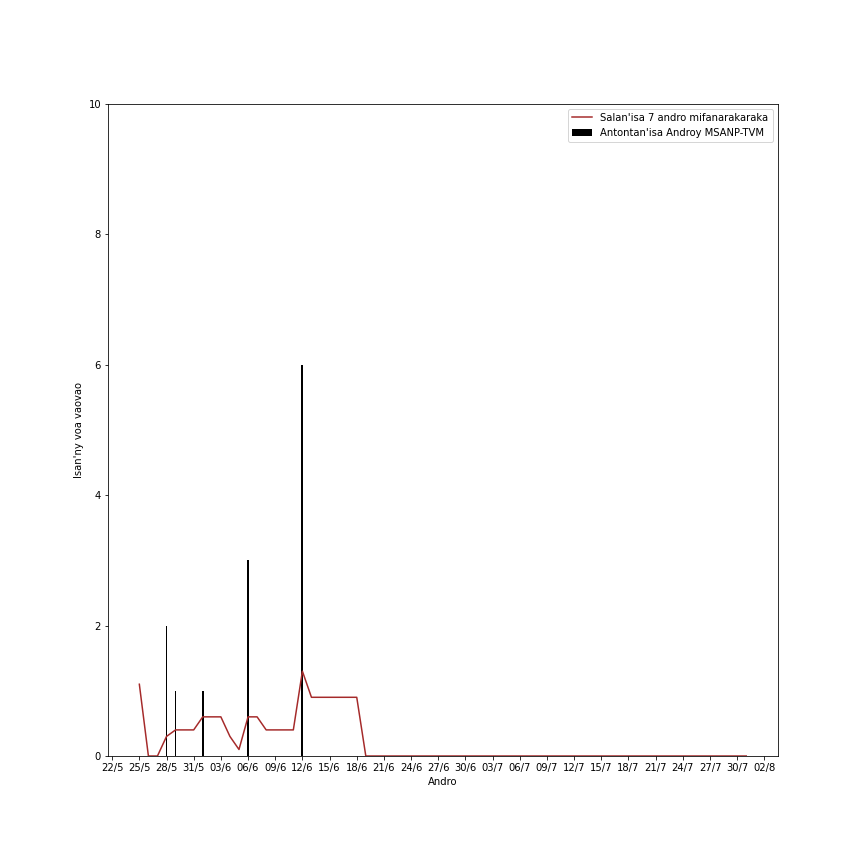 Salan'isa 7 andro mifanarakaraka
Antontan'isa Androy MSANP-TVM
10
8
6
4
2
0
Isan'ny voa vaovao
22/5 25/5 28/5 31/5 03/6 06/6 09/6 12/6 15/6 18/6 21/6 24/6 27/6 30/6 03/7 06/7 09/7 12/7 15/7 18/7 21/7 24/7 27/7 30/7 02/8
Andro